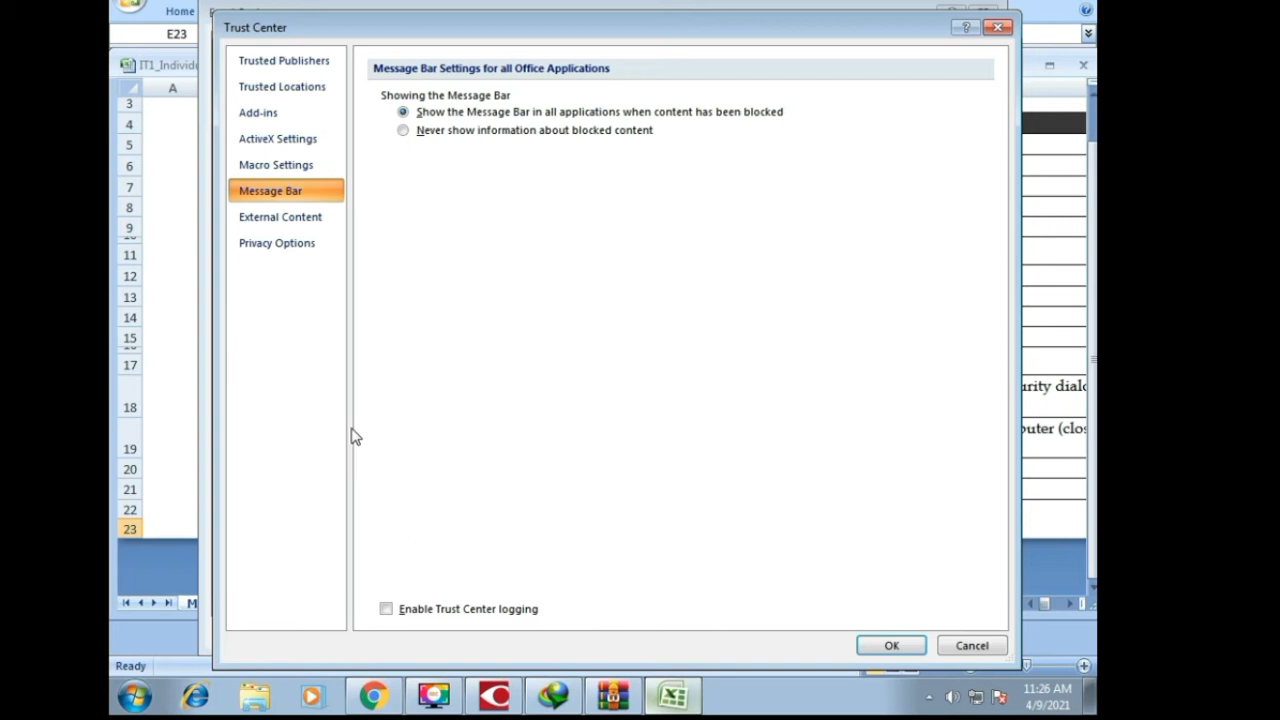 Home
Trust Center
E23
IT1_Individu
A
Trusted Publishers
Trusted Locations
Add-ins
ActiveX Settings
Macro Settings
Message Bar
External Content
Privacy Options
Message Bar Settings for all Office Applications
Showing the Message Bar
Show the Message Bar in all applications when content has been blocked
Never show information about blocked content
3
4
5
6
7
8
9
11
12
13
14
15
17
18
19
20
21
22
23
urity dialo
outer (clos
Enable Trust Center logging
OK
Cancel
M
Ready
11:26 AM
4/9/2021